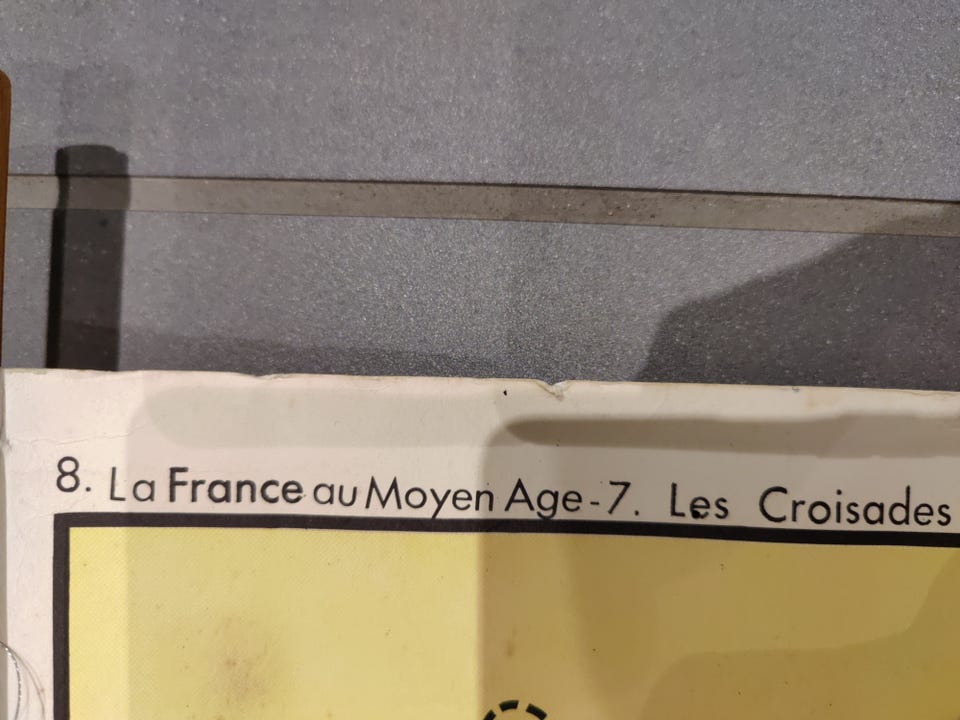 8. La France au Moyen Age - 7. Les Croisades